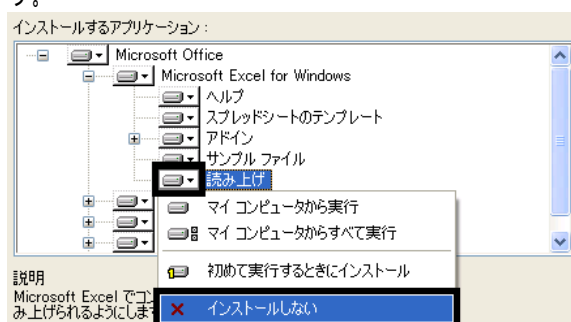 す。
インストールするアプリケーション :
Microsoft Office
Microsoft Excel for Windows
ヘルプ
スプレッドシートのテンプレート
アドイン
サンプル ファイル
読み上げ
マイ コンピュータから実行
マイ コンピュータからすべて実行
初めて実行するときにインストール
インストールしない
説明
Microsoft Excel でコン
み上げられるようにしま